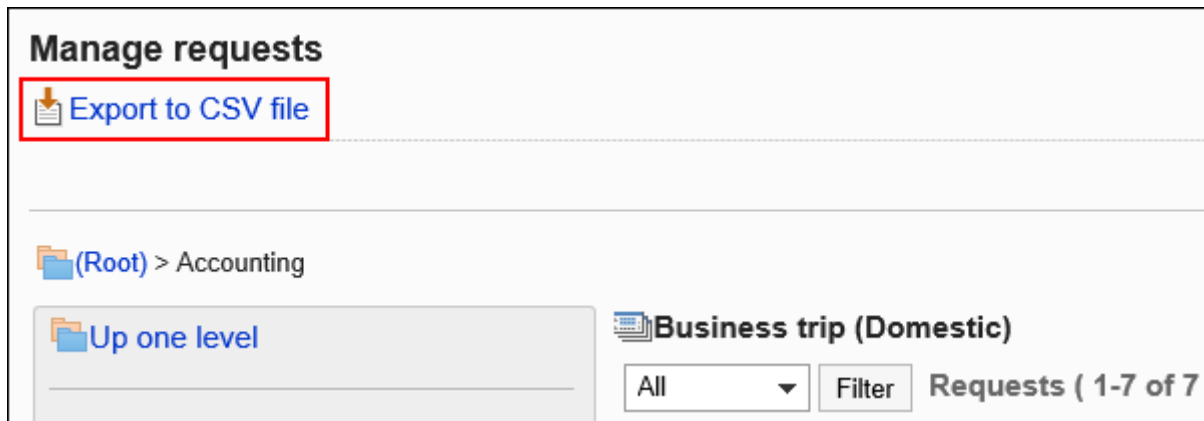 Manage requests
Export to CSV file
(Root) > Accounting
Up one level
Business trip (Domestic)
All Filter Requests ( 1-7 of 7